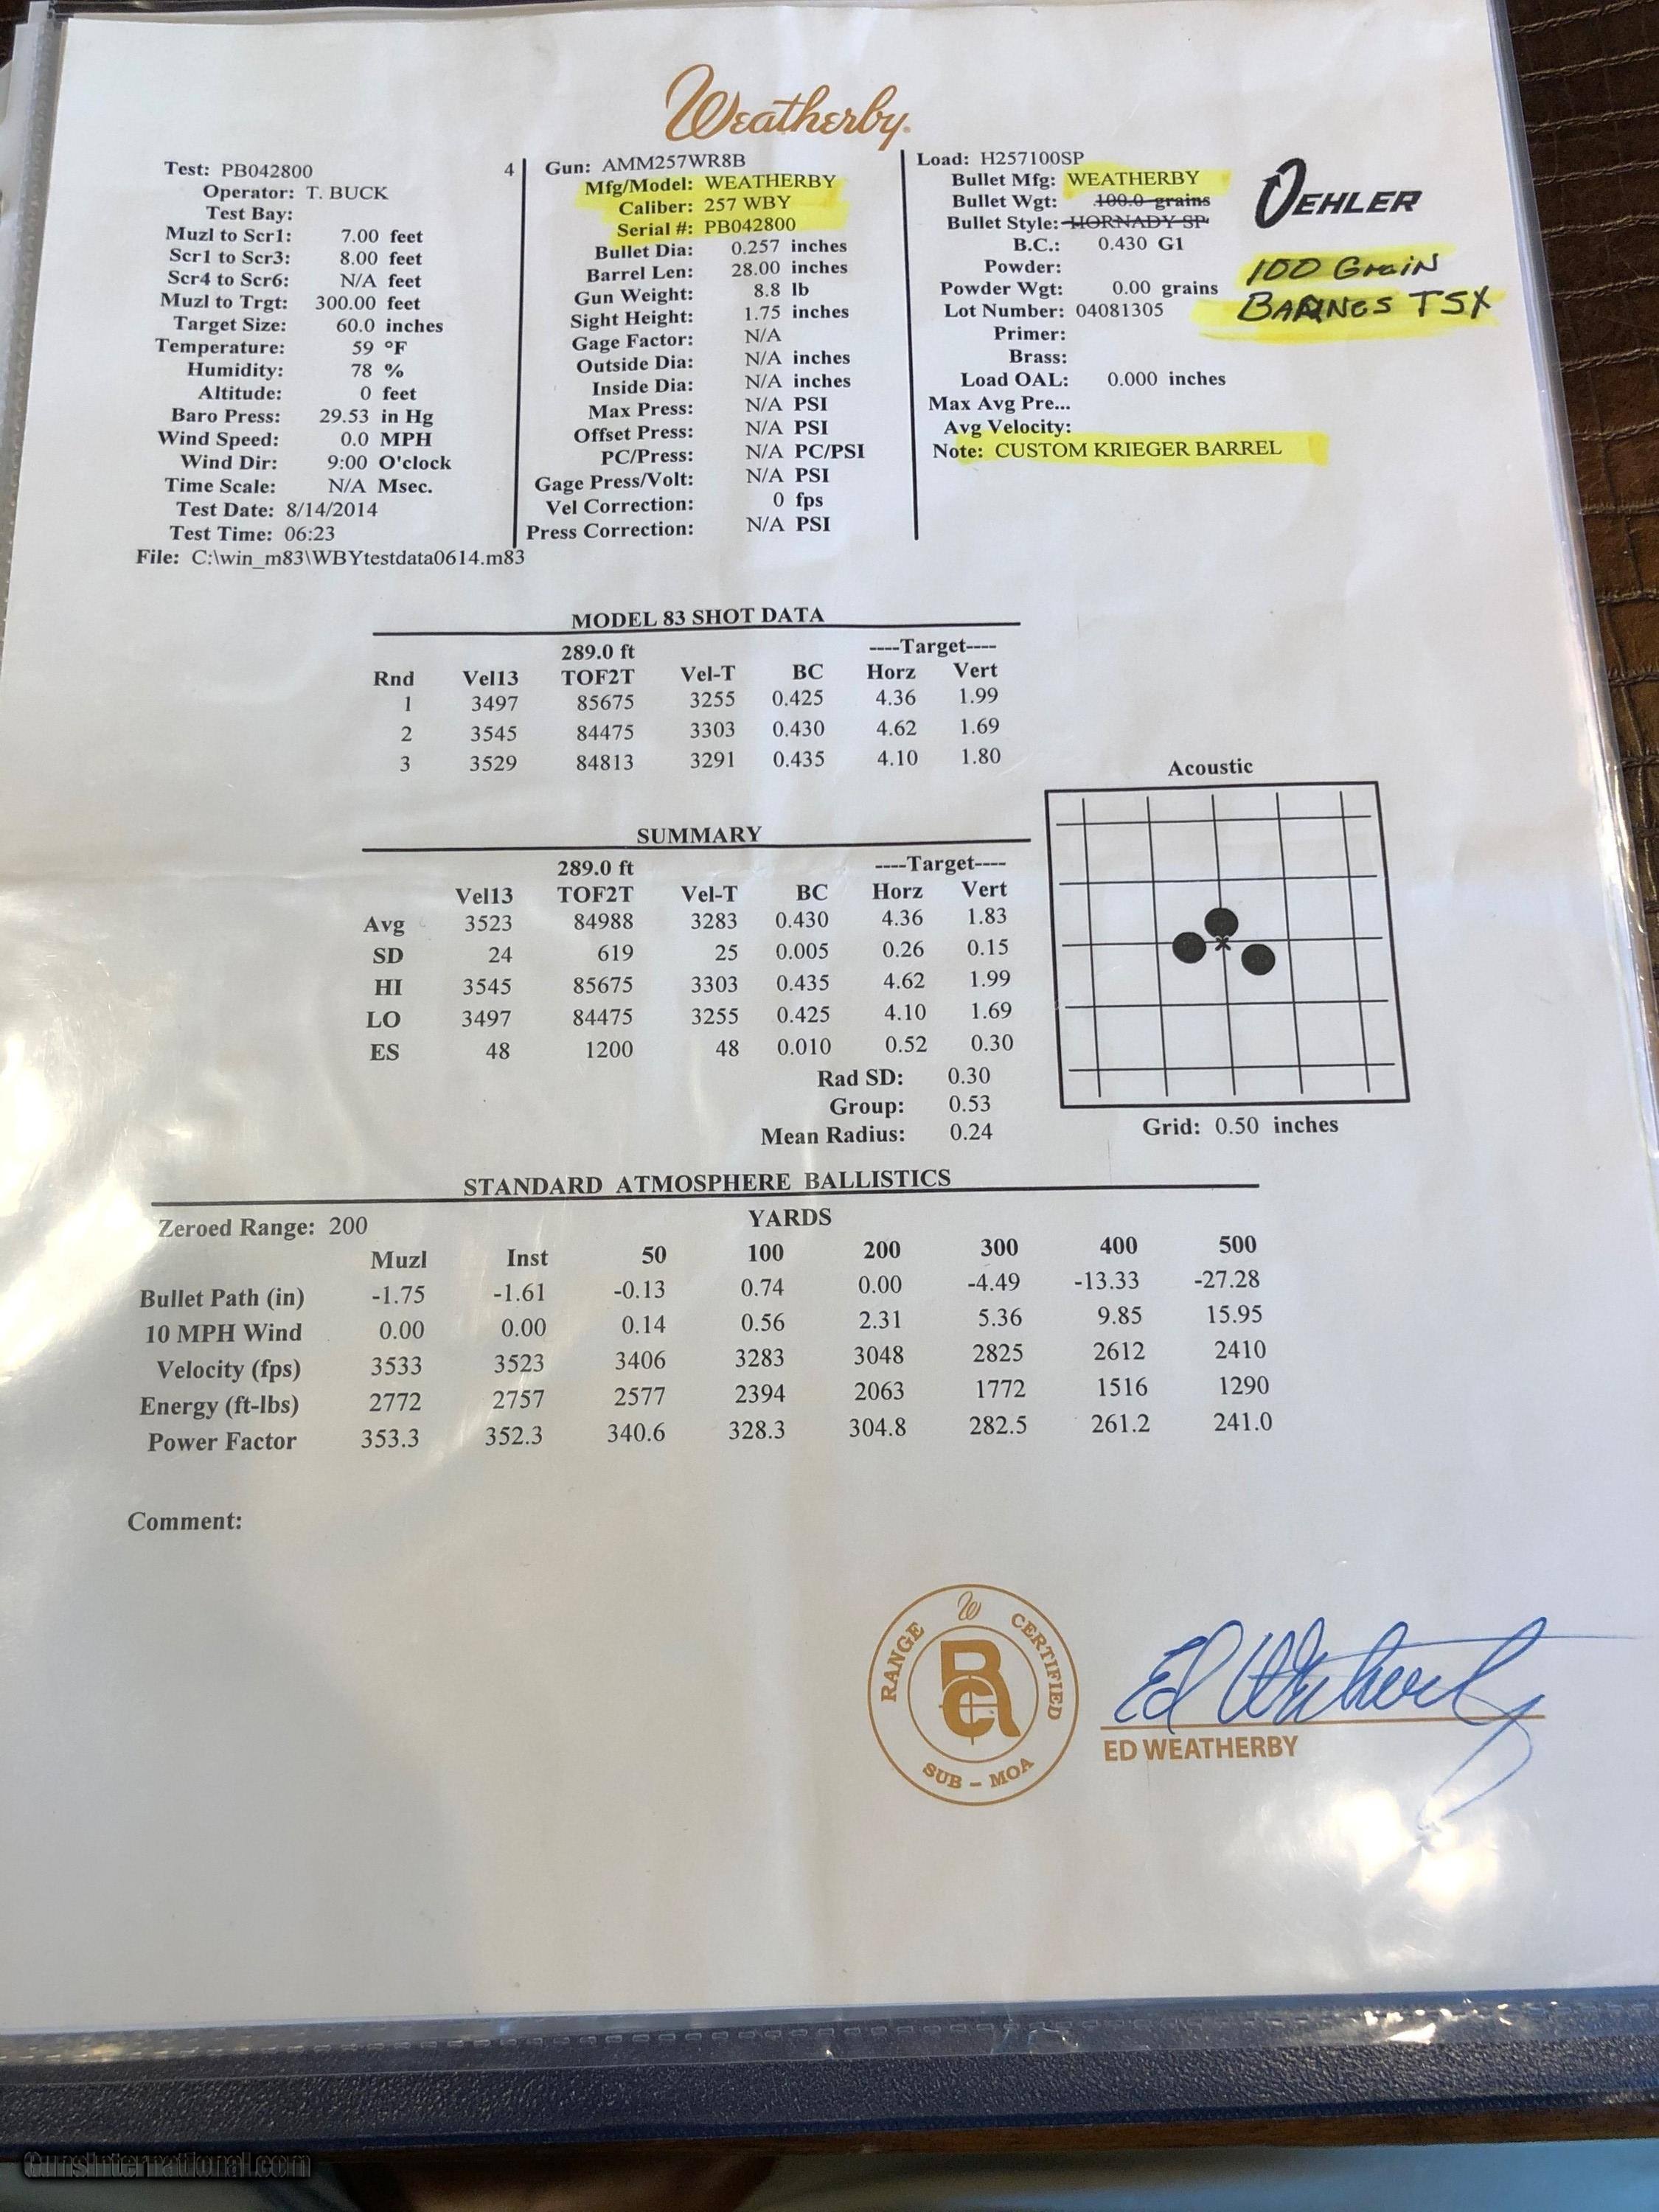 Weatherby
Test: PB042800 4
Operator: T. BUCK
Test Bay:
Muzl to Scr1: 7.00 feet
Scr1 to Scr3: 8.00 feet
Scr4 to Scr6: N/A feet
Muzl to Trgt: 300.00 feet
Target Size: 60.0 inches
Temperature: 59 °F
Humidity: 78 %
Altitude: 0 feet
Baro Press: 29.53 in Hg
Wind Speed: 0.0 MPH
Wind Dir: 9:00 O'clock
Time Scale: N/A Msec.
Test Date: 8/14/2014
Test Time: 06:23
File: C:\win_m83\WBYtestdata0614.m83
Gun: AMM257WR8B
Mfg/Model: WEATHERBY
Caliber: 257 WBY
Serial #: PB042800
Bullet Dia: 0.257 inches
Barrel Len: 28.00 inches
Gun Weight: 8.8 lb
Sight Height: 1.75 inches
Gage Factor: N/A
Outside Dia: N/A inches
Inside Dia: N/A inches
Max Press: N/A PSI
Offset Press: N/A PSI
PC/Press: N/A PC/PSI
Gage Press/Volt: N/A PSI
Vel Correction: 0 fps
Press Correction: N/A PSI
Load: H257100SP
Bullet Mfg: WEATHERBY
Bullet Wgt: 100.0 grains
Bullet Style: HORNADY SP
B.C.: 0.430 G1
Powder:
Powder Wgt: 0.00 grains
Lot Number: 04081305
Primer:
Brass:
Load OAL: 0.000 inches
Max Avg Pre...
Avg Velocity:
Note: CUSTOM KRIEGER BARREL
OEHLER
100 GraiN
BARNES TSX
MODEL 83 SHOT DATA
289.0 ft ----Target----
Rnd Vel13 TOF2T Vel-T BC Horz Vert
1 3497 85675 3255 0.425 4.36 1.99
2 3545 84475 3303 0.430 4.62 1.69
3 3529 84813 3291 0.435 4.10 1.80
SUMMARY
289.0 ft ----Target----
Vel13 TOF2T Vel-T BC Horz Vert
Avg 3523 84988 3283 0.430 4.36 1.83
SD 24 619 25 0.005 0.26 0.15
HI 3545 85675 3303 0.435 4.62 1.99
LO 3497 84475 3255 0.425 4.10 1.69
ES 48 1200 48 0.010 0.52 0.30
Rad SD: 0.30
Group: 0.53
Mean Radius: 0.24
Acoustic
Grid: 0.50 inches
STANDARD ATMOSPHERE BALLISTICS
Zeroed Range: 200 YARDS
Muzl Inst 50 100 200 300 400 500
Bullet Path (in) -1.75 -1.61 -0.13 0.74 0.00 -4.49 -13.33 -27.28
10 MPH Wind 0.00 0.00 0.14 0.56 2.31 5.36 9.85 15.95
Velocity (fps) 3533 3523 3406 3283 3048 2825 2612 2410
Energy (ft-lbs) 2772 2757 2577 2394 2063 1772 1516 1290
Power Factor 353.3 352.3 340.6 328.3 304.8 282.5 261.2 241.0
Comment:
W
RANGE CERTIFIED
RC
SUB - MOA
Ed Weatherby
ED WEATHERBY
GunsInternational.com